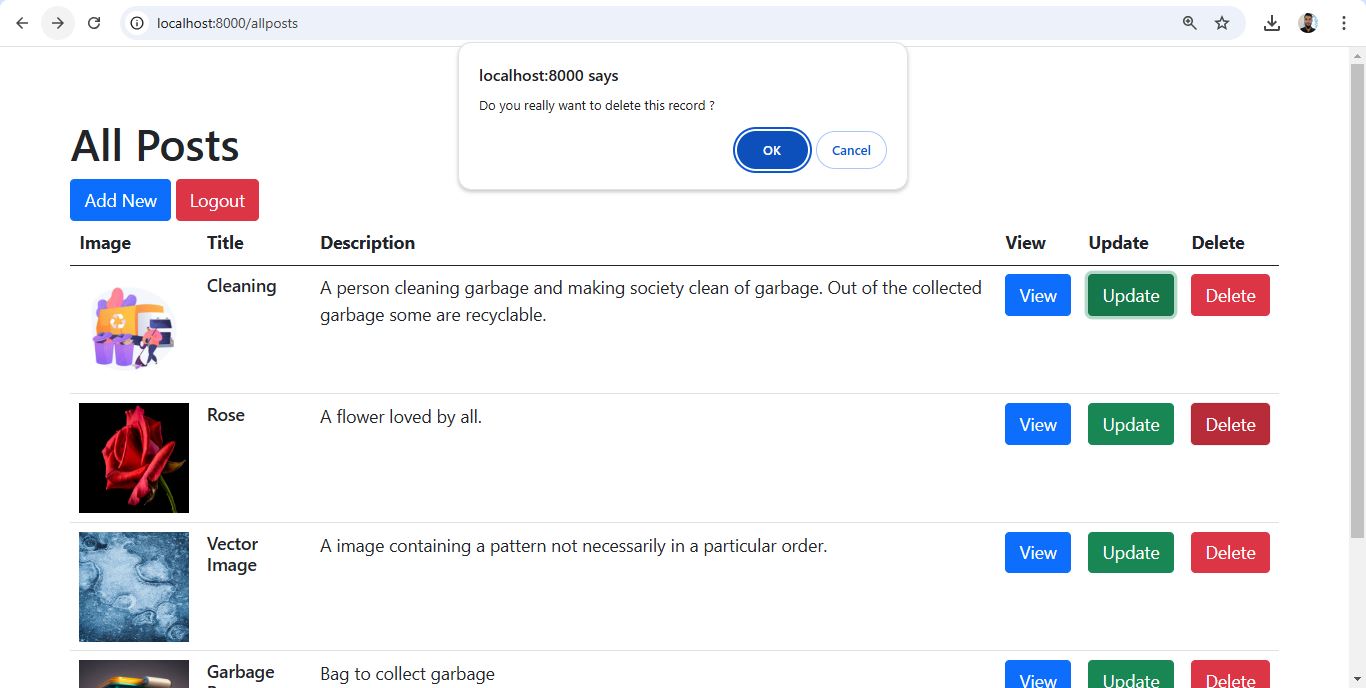 localhost:8000/allposts
localhost:8000 says
Do you really want to delete this record ?
OK Cancel
All Posts
Add New Logout
Image Title Description View Update Delete
Cleaning A person cleaning garbage and making society clean of garbage. Out of the collected View Update Delete
garbage some are recyclable.
Rose A flower loved by all. View Update Delete
Vector A image containing a pattern not necessarily in a particular order. View Update Delete
Image
Garbage Bag to collect garbage View Update Delete